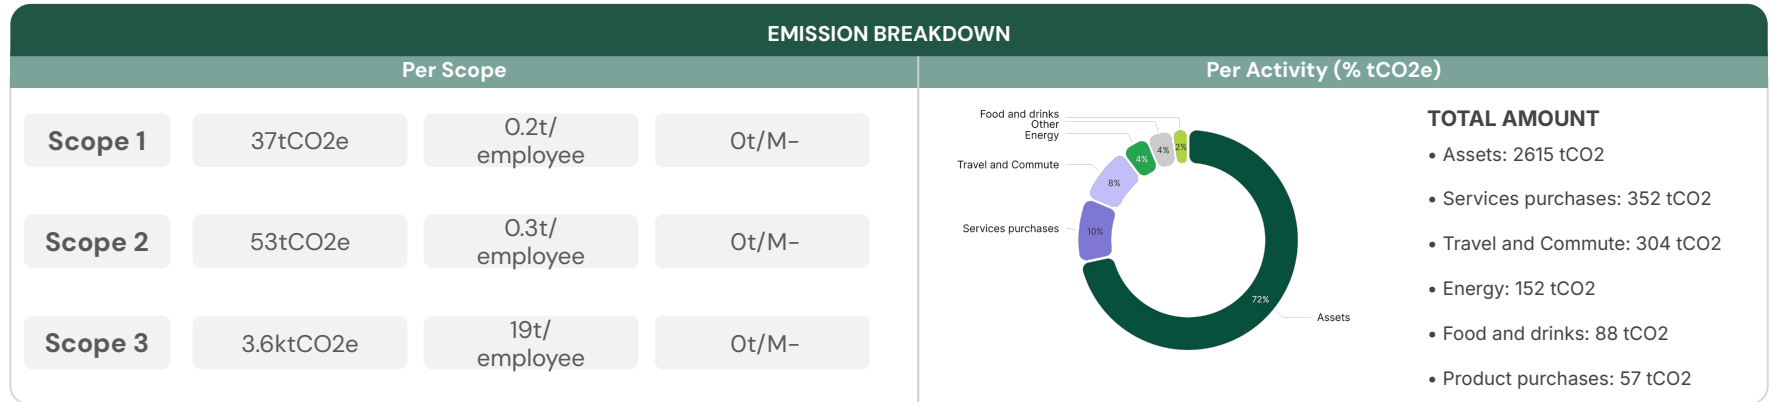 EMISSION BREAKDOWN
Per Scope
Per Activity (% tCO2e)
Scope 1
37tCO2e
0.2t/
employee
0t/M-
Scope 2
53tCO2e
0.3t/
employee
0t/M-
Scope 3
3.6ktCO2e
19t/
employee
0t/M-
Food and drinks
Other
Energy
Travel and Commute
Services purchases
Assets
2%
4%
4%
8%
10%
72%
TOTAL AMOUNT
• Assets: 2615 tCO2
• Services purchases: 352 tCO2
• Travel and Commute: 304 tCO2
• Energy: 152 tCO2
• Food and drinks: 88 tCO2
• Product purchases: 57 tCO2